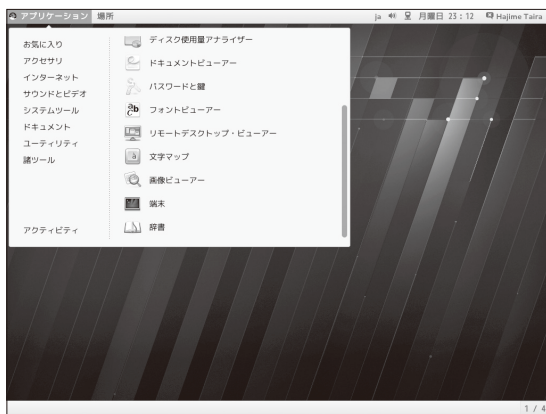 アプリケーション 場所 ja 月曜日 23:12 Hajime Taira
お気に入り
アクセサリ
インターネット
サウンドとビデオ
システムツール
ドキュメント
ユーティリティ
諸ツール
アクティビティ
ディスク使用量アナライザー
ドキュメントビューアー
パスワードと鍵
フォントビューアー
リモートデスクトップ・ビューアー
文字マップ
画像ビューアー
端末
辞書
1 / 4